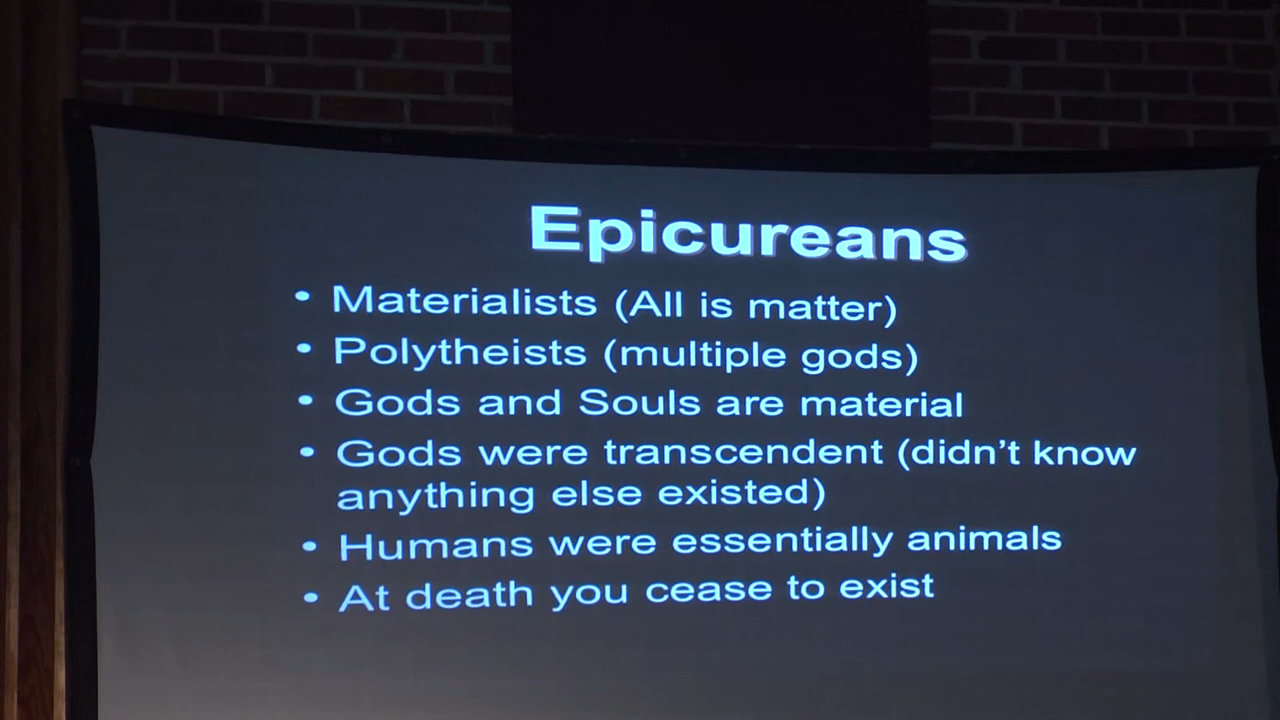 Epicureans
• Materialists (All is matter)
• Polytheists (multiple gods)
• Gods and Souls are material
• Gods were transcendent (didn't know
anything else existed)
• Humans were essentially animals
• At death you cease to exist